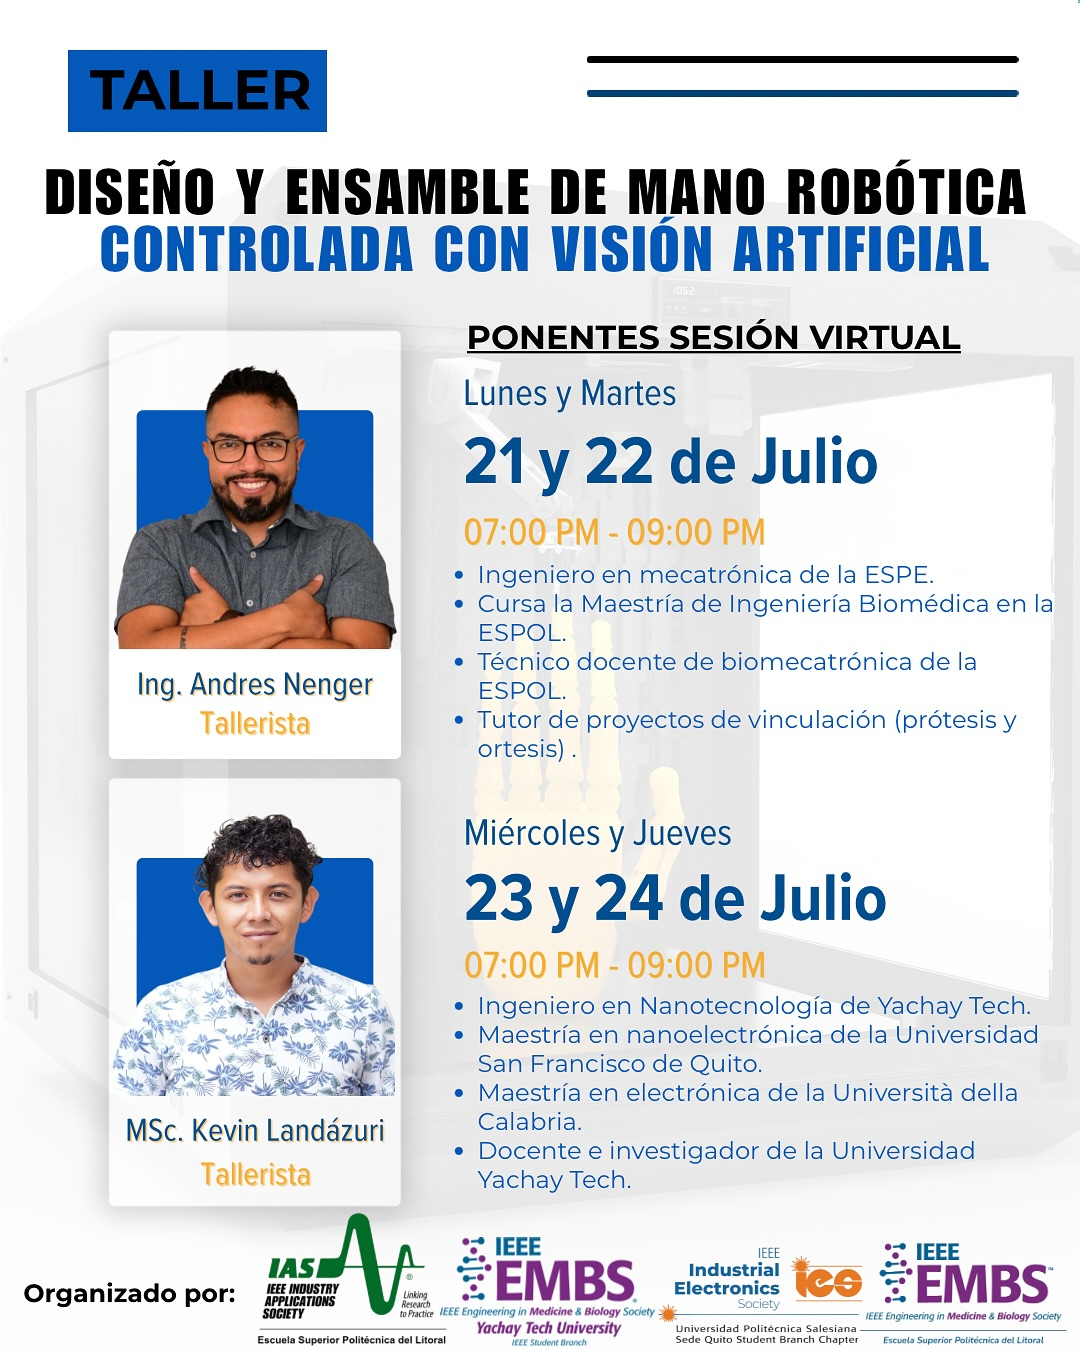 TALLER
DISEÑO Y ENSAMBLE DE MANO ROBÓTICA
CONTROLADA CON VISIÓN ARTIFICIAL
PONENTES SESIÓN VIRTUAL
Lunes y Martes
21 y 22 de Julio
07:00 PM - 09:00 PM
• Ingeniero en mecatrónica de la ESPE.
• Cursa la Maestría de Ingeniería Biomédica en la
ESPOL.
• Técnico docente de biomecatrónica de la
ESPOL.
• Tutor de proyectos de vinculación (prótesis y
ortesis) .
Ing. Andres Nenger
Tallerista
Miércoles y Jueves
23 y 24 de Julio
07:00 PM - 09:00 PM
• Ingeniero en Nanotecnología de Yachay Tech.
• Maestría en nanoelectrónica de la Universidad
San Francisco de Quito.
• Maestría en electrónica de la Università della
Calabria.
• Docente e investigador de la Universidad
Yachay Tech.
MSc. Kevin Landázuri
Tallerista
Organizado por:
IAS
IEEE INDUSTRY
APPLICATIONS
SOCIETY
®
Linking
Research
to Practice
Escuela Superior Politécnica del Litoral
IEEE
EMBS
IEEE Engineering in Medicine & Biology Society
Yachay Tech University
IEEE Student Branch
IEEE
Industrial
Electronics
Society
ies
Universidad Politécnica Salesiana
Sede Quito Student Branch Chapter
IEEE
EMBS™
IEEE Engineering in Medicine & Biology Society
Escuela Superior Politécnica del Litoral